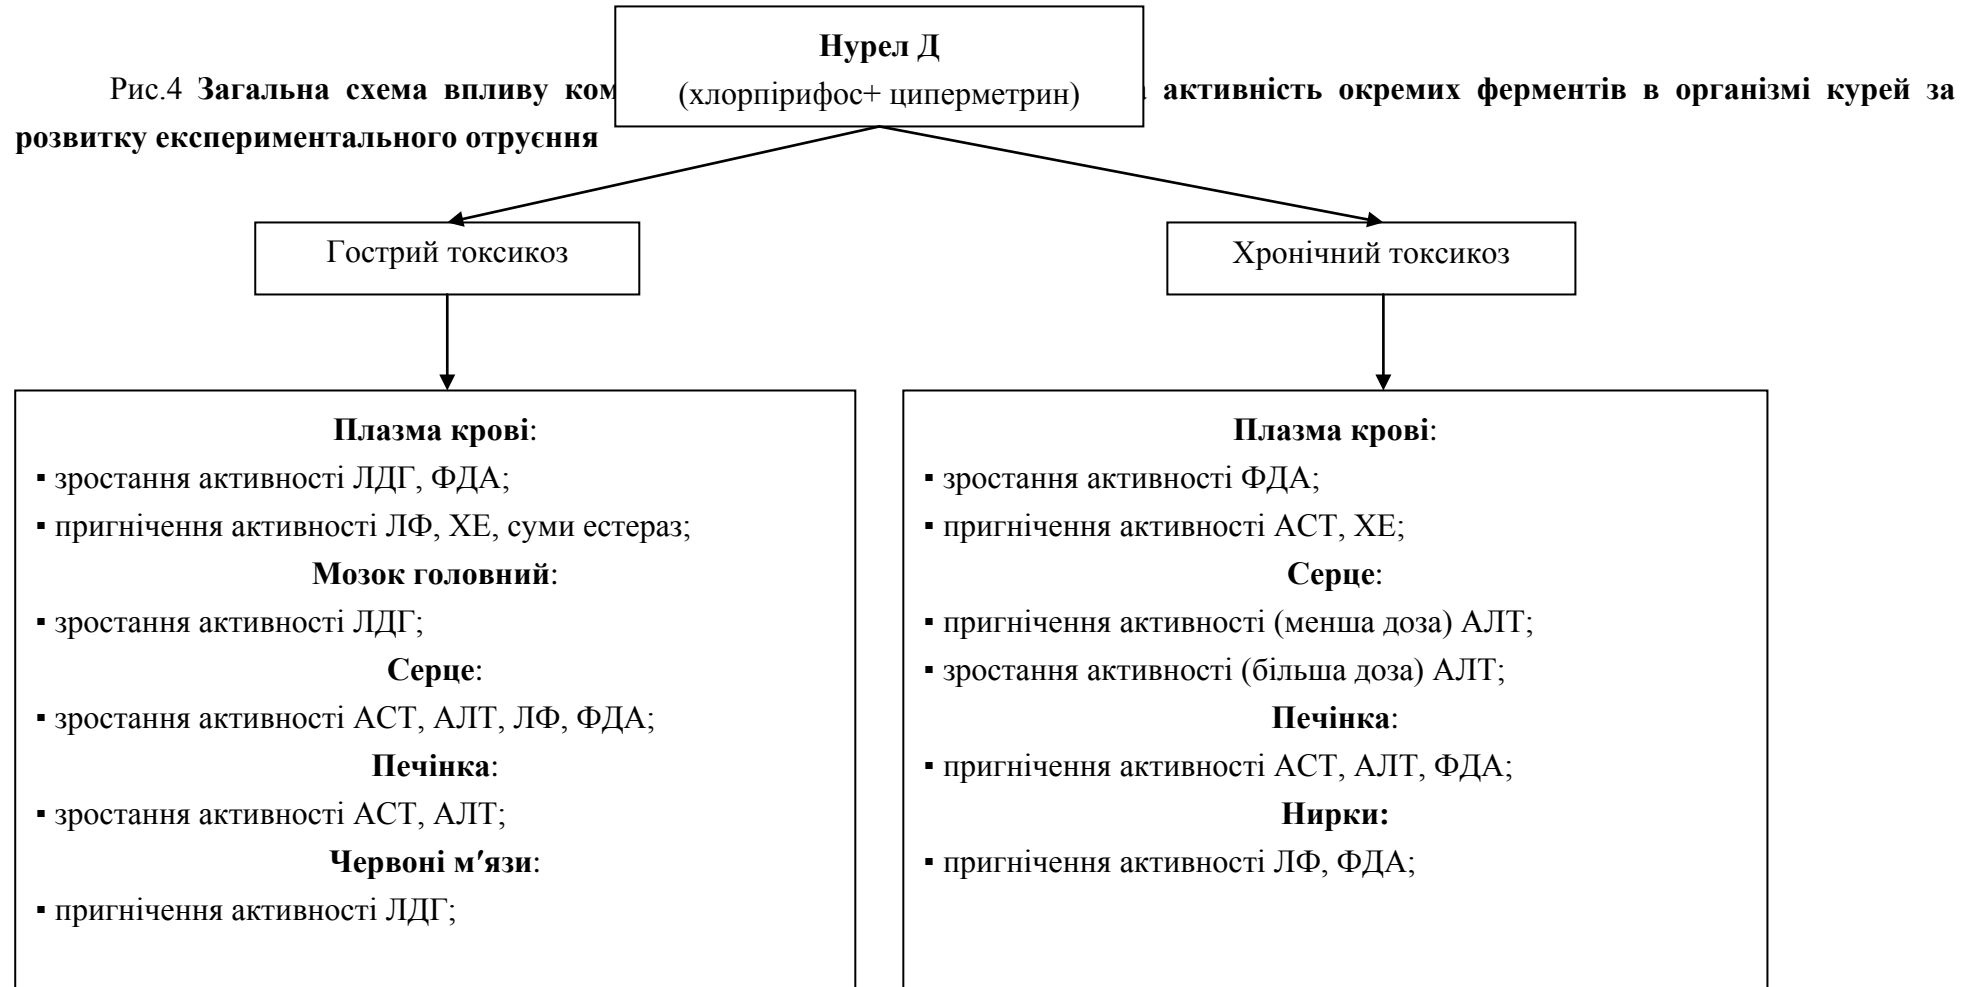 Нурел Д
(хлорпірифос+ циперметрин)
Рис.4 Загальна схема впливу активність окремих ферментів в організмі курей за
розвитку експериментального отруєння
Гострий токсикоз
Хронічний токсикоз
Плазма крові:
▪ зростання активності ЛДГ, ФДА;
▪ пригнічення активності ЛФ, ХЕ, суми естераз;
Мозок головний:
▪ зростання активності ЛДГ;
Серце:
▪ зростання активності АСТ, АЛТ, ЛФ, ФДА;
Печінка:
▪ зростання активності АСТ, АЛТ;
Червоні м′язи:
▪ пригнічення активності ЛДГ;
Плазма крові:
▪ зростання активності ФДА;
▪ пригнічення активності АСТ, ХЕ;
Серце:
▪ пригнічення активності (менша доза) АЛТ;
▪ зростання активності (більша доза) АЛТ;
Печінка:
▪ пригнічення активності АСТ, АЛТ, ФДА;
Нирки:
▪ пригнічення активності ЛФ, ФДА;